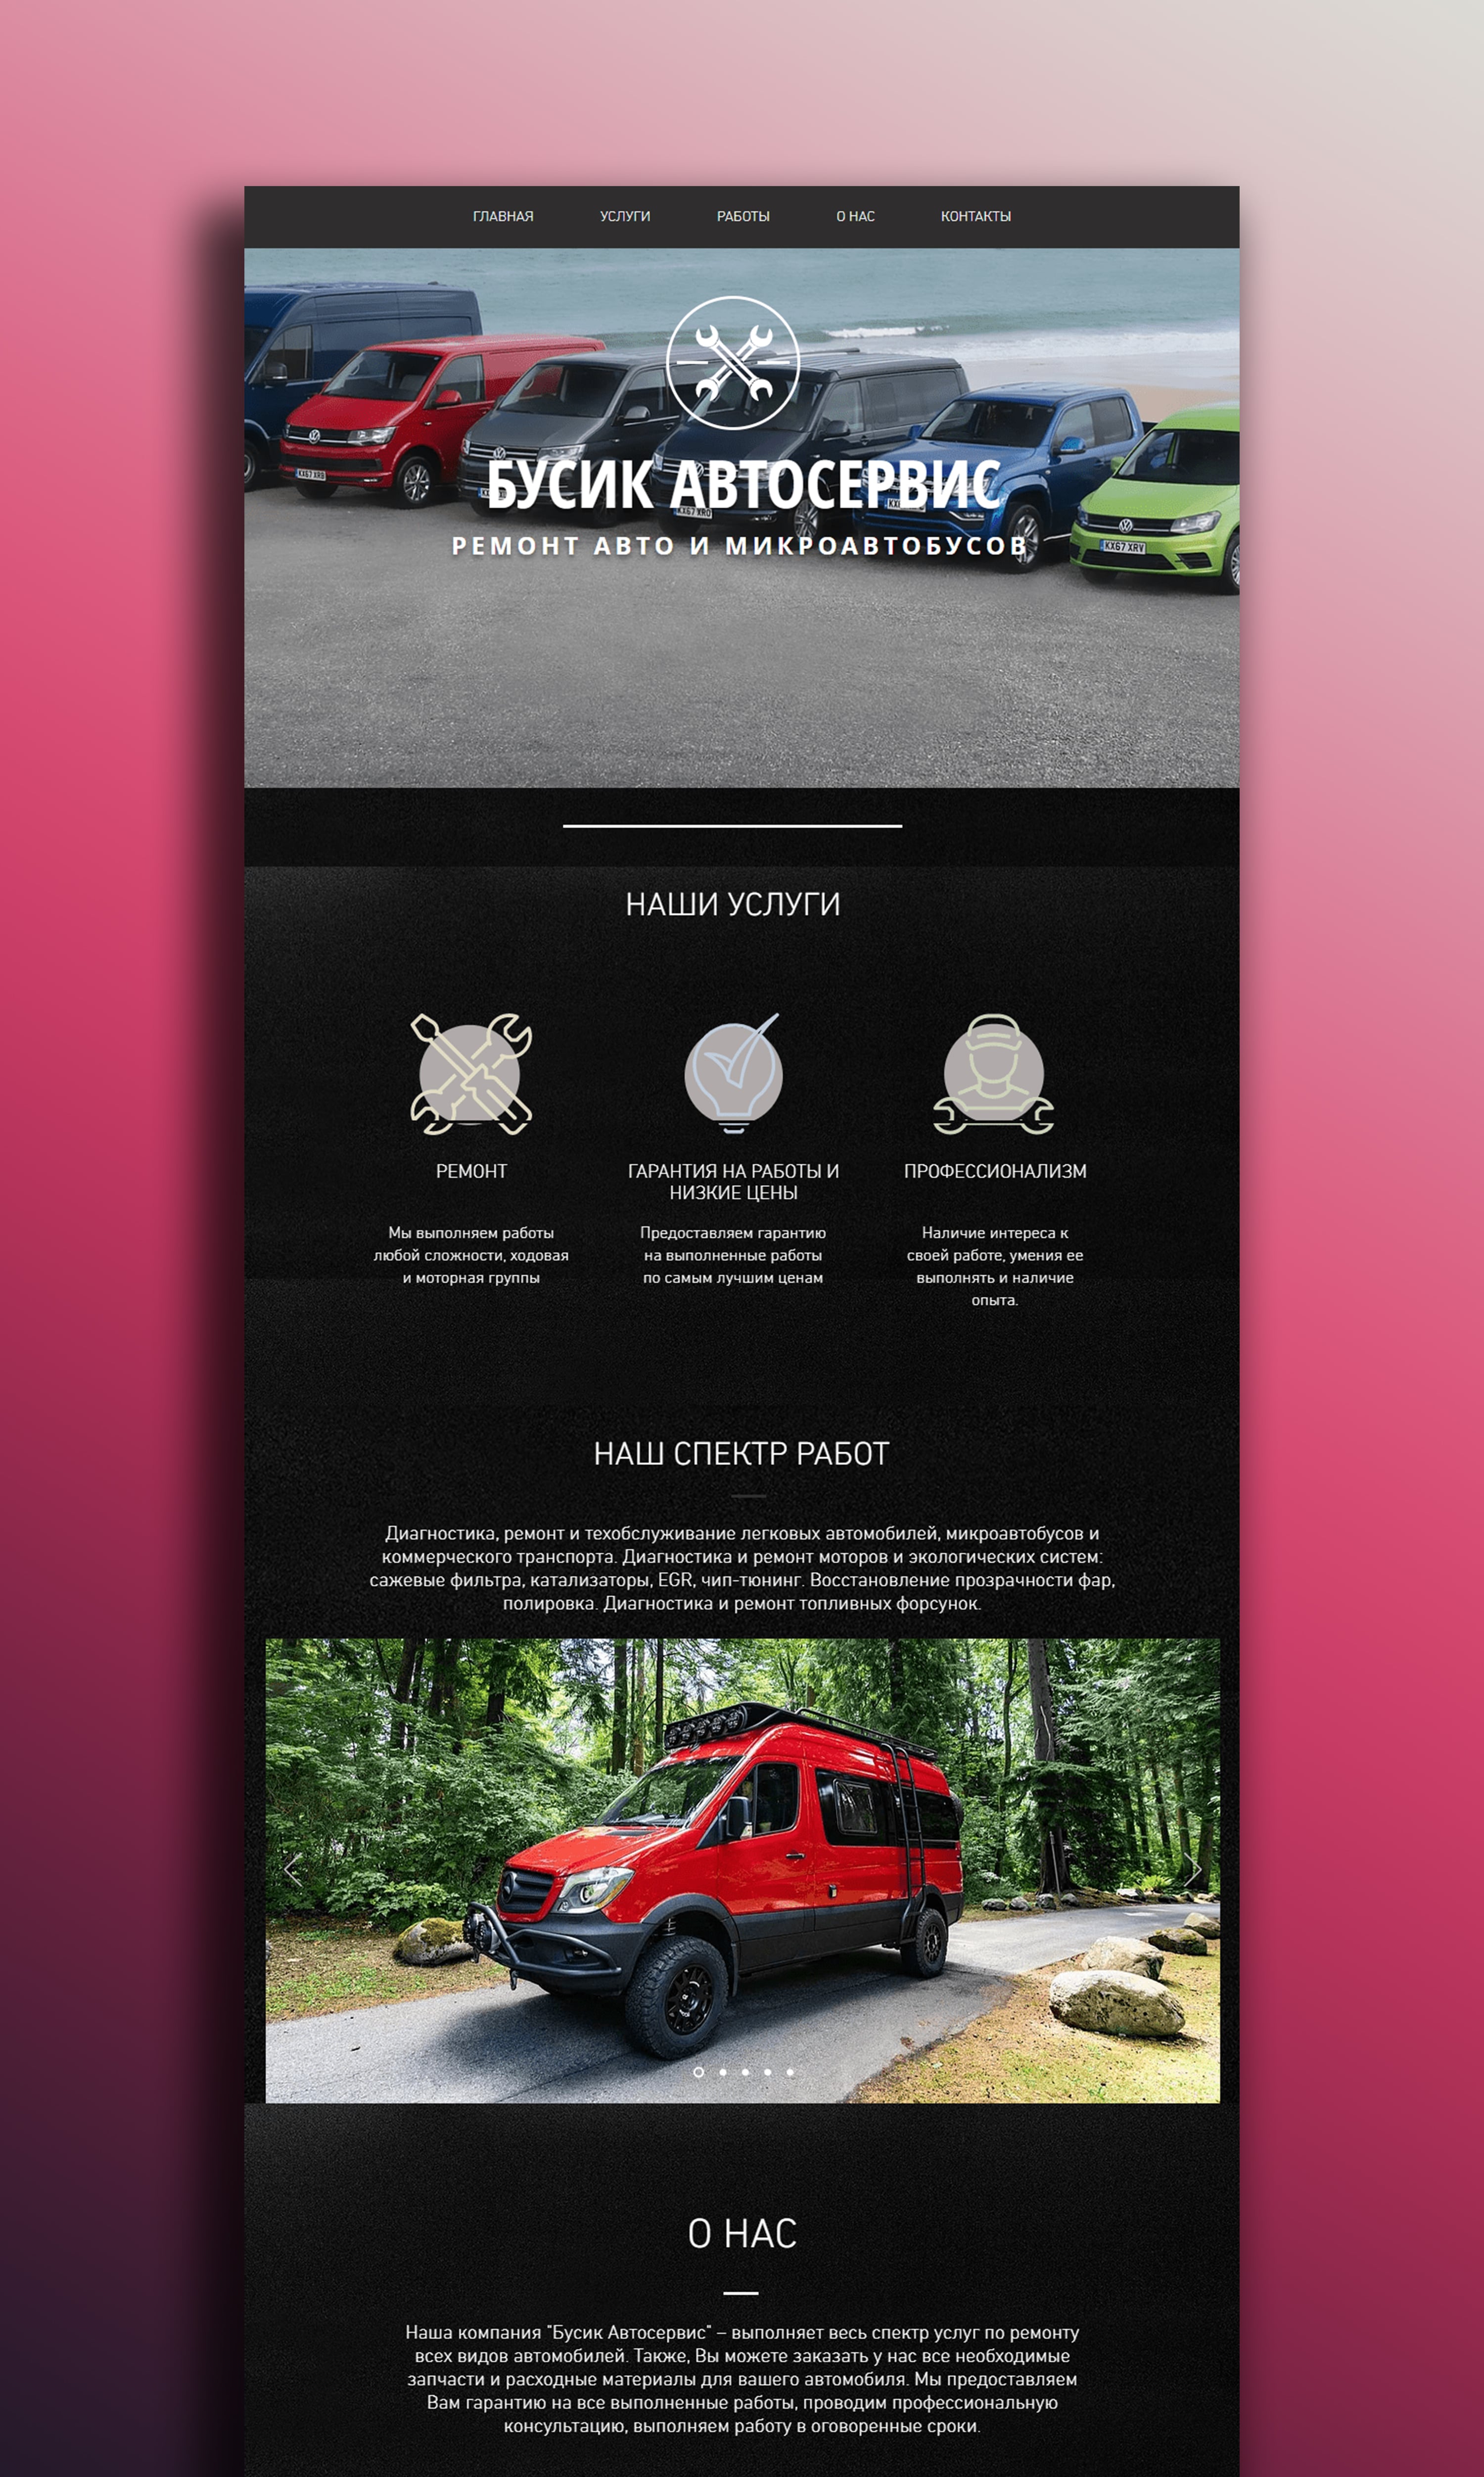 ГЛАВНАЯ УСЛУГИ РАБОТЫ О НАС КОНТАКТЫ
KX67 XRB
KX67 XRO
KX67 XRV
БУСИК АВТОСЕРВИС
РЕМОНТ АВТО И МИКРОАВТОБУСОВ
НАШИ УСЛУГИ
РЕМОНТ
Мы выполняем работы
любой сложности, ходовая
и моторная группы
ГАРАНТИЯ НА РАБОТЫ И
НИЗКИЕ ЦЕНЫ
Предоставляем гарантию
на выполненные работы
по самым лучшим ценам
ПРОФЕССИОНАЛИЗМ
Наличие интереса к
своей работе, умения ее
выполнять и наличие
опыта.
НАШ СПЕКТР РАБОТ
Диагностика, ремонт и техобслуживание легковых автомобилей, микроавтобусов и
коммерческого транспорта. Диагностика и ремонт моторов и экологических систем:
сажевые фильтра, катализаторы, EGR, чип-тюнинг. Восстановление прозрачности фар,
полировка. Диагностика и ремонт топливных форсунок.
О НАС
Наша компания "Бусик Автосервис" – выполняет весь спектр услуг по ремонту
всех видов автомобилей. Также, Вы можете заказать у нас все необходимые
запчасти и расходные материалы для вашего автомобиля. Мы предоставляем
Вам гарантию на все выполненные работы, проводим профессиональную
консультацию, выполняем работу в оговоренные сроки.